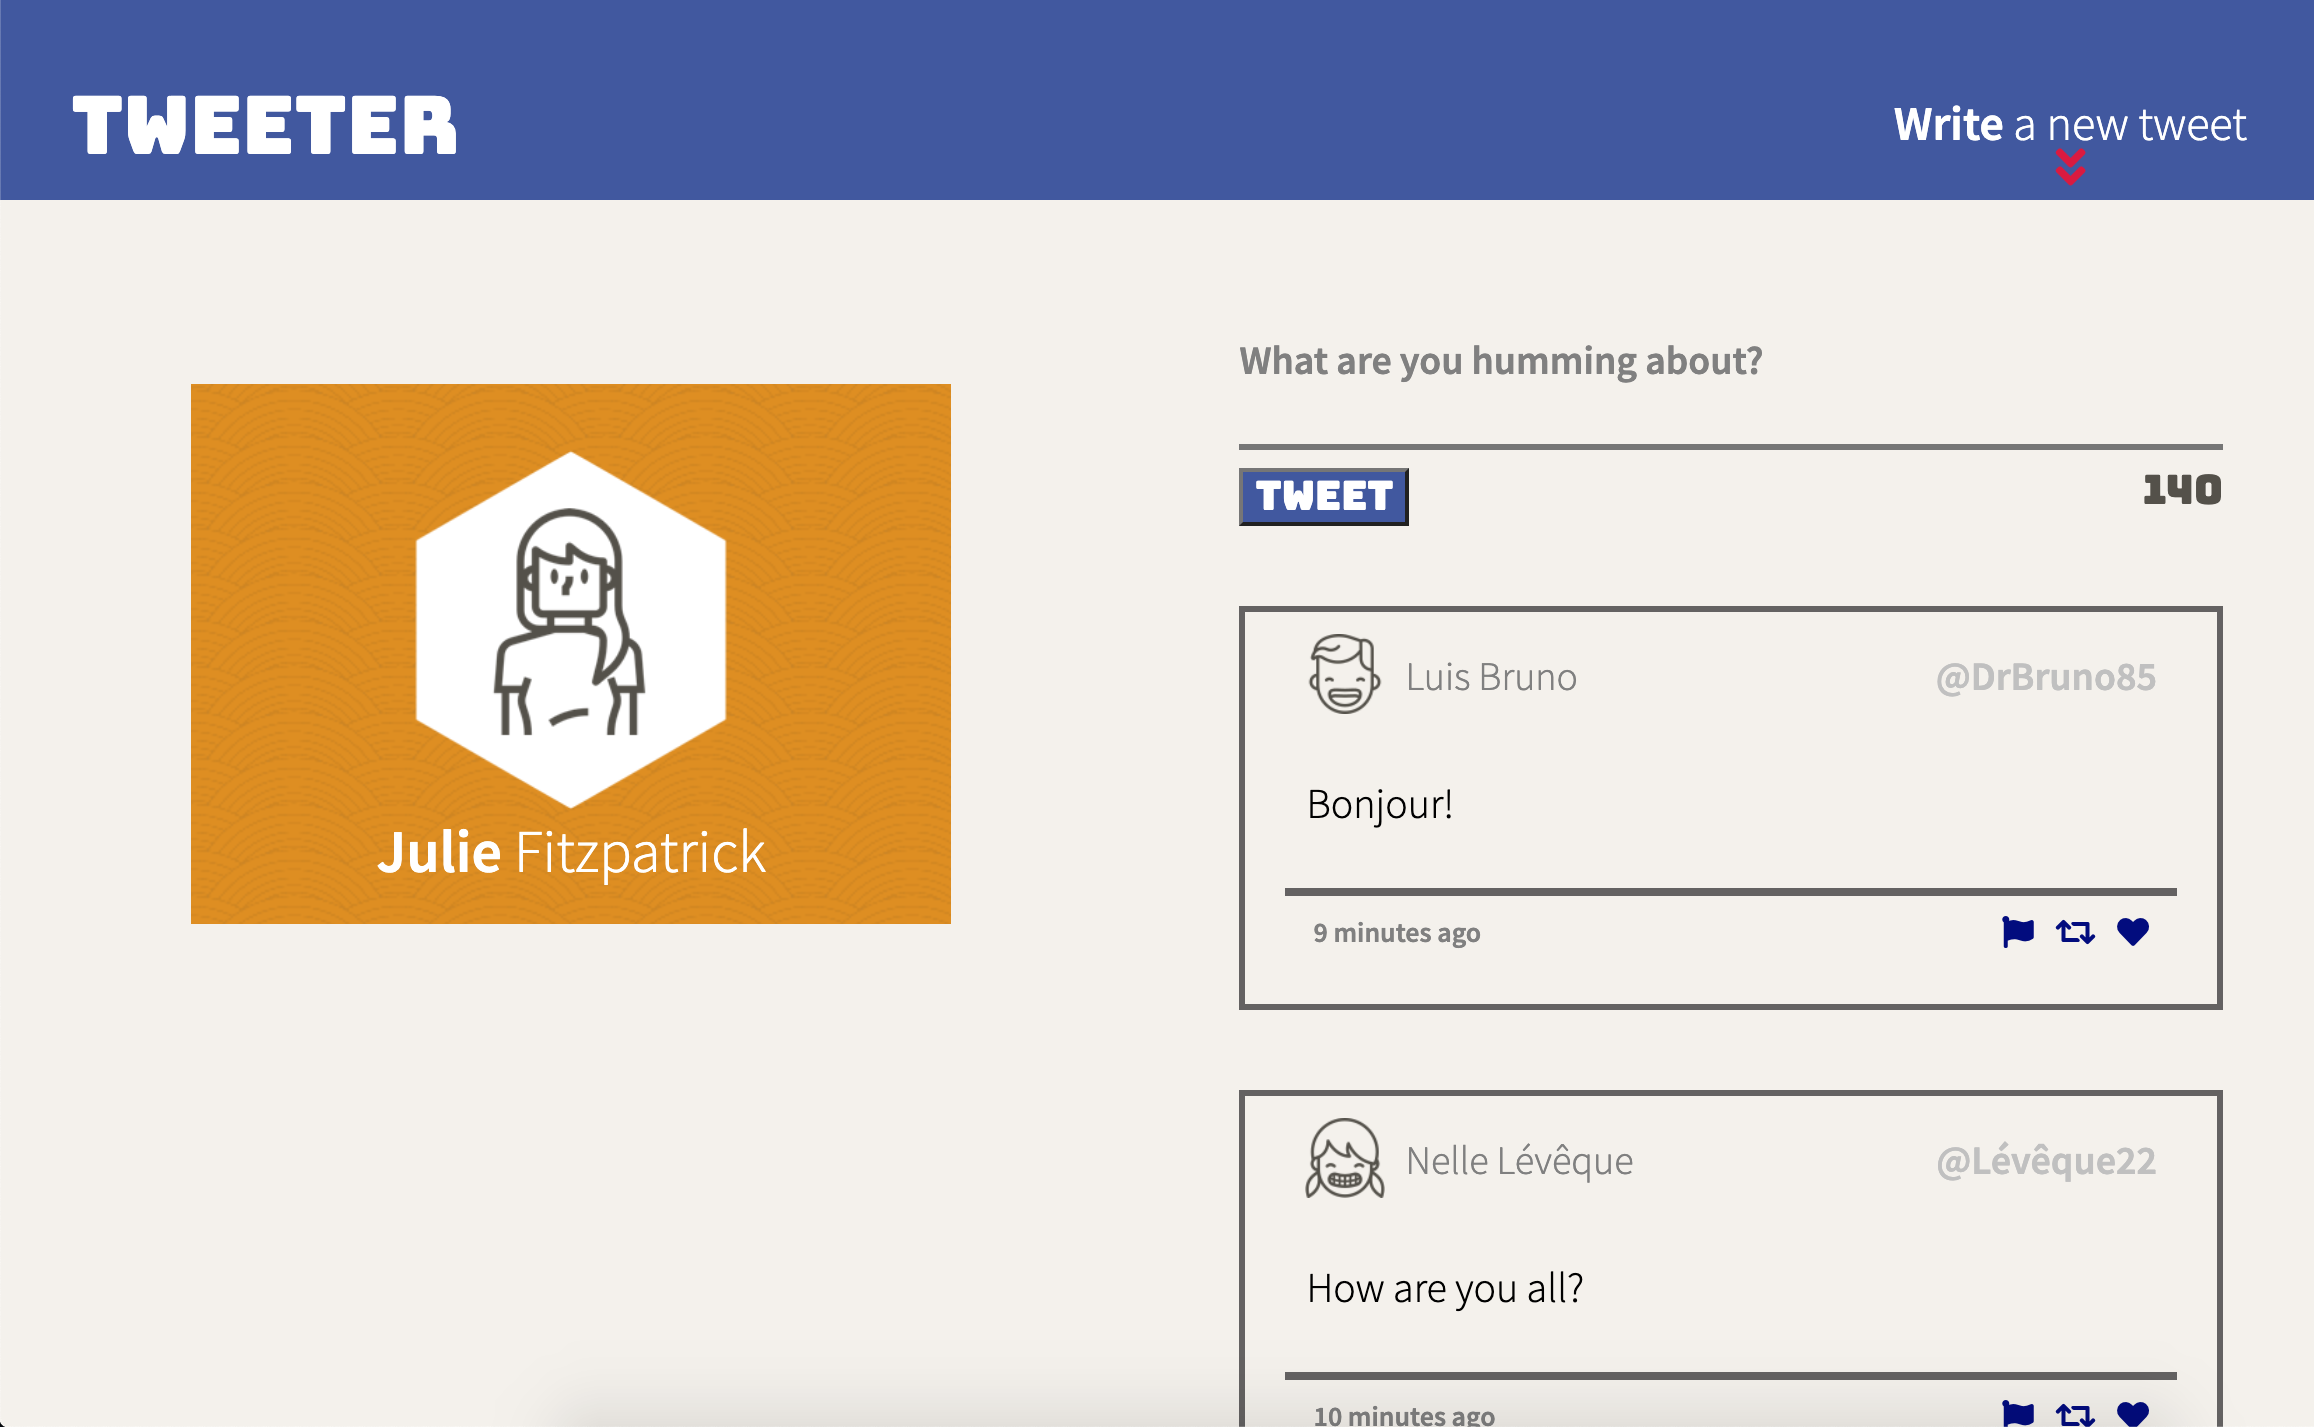 TWEETER
Write a new tweet
Julie Fitzpatrick
What are you humming about?
TWEET
140
Luis Bruno
@DrBruno85
Bonjour!
9 minutes ago
Nelle Lévêque
@Lévêque22
How are you all?
10 minutes ago